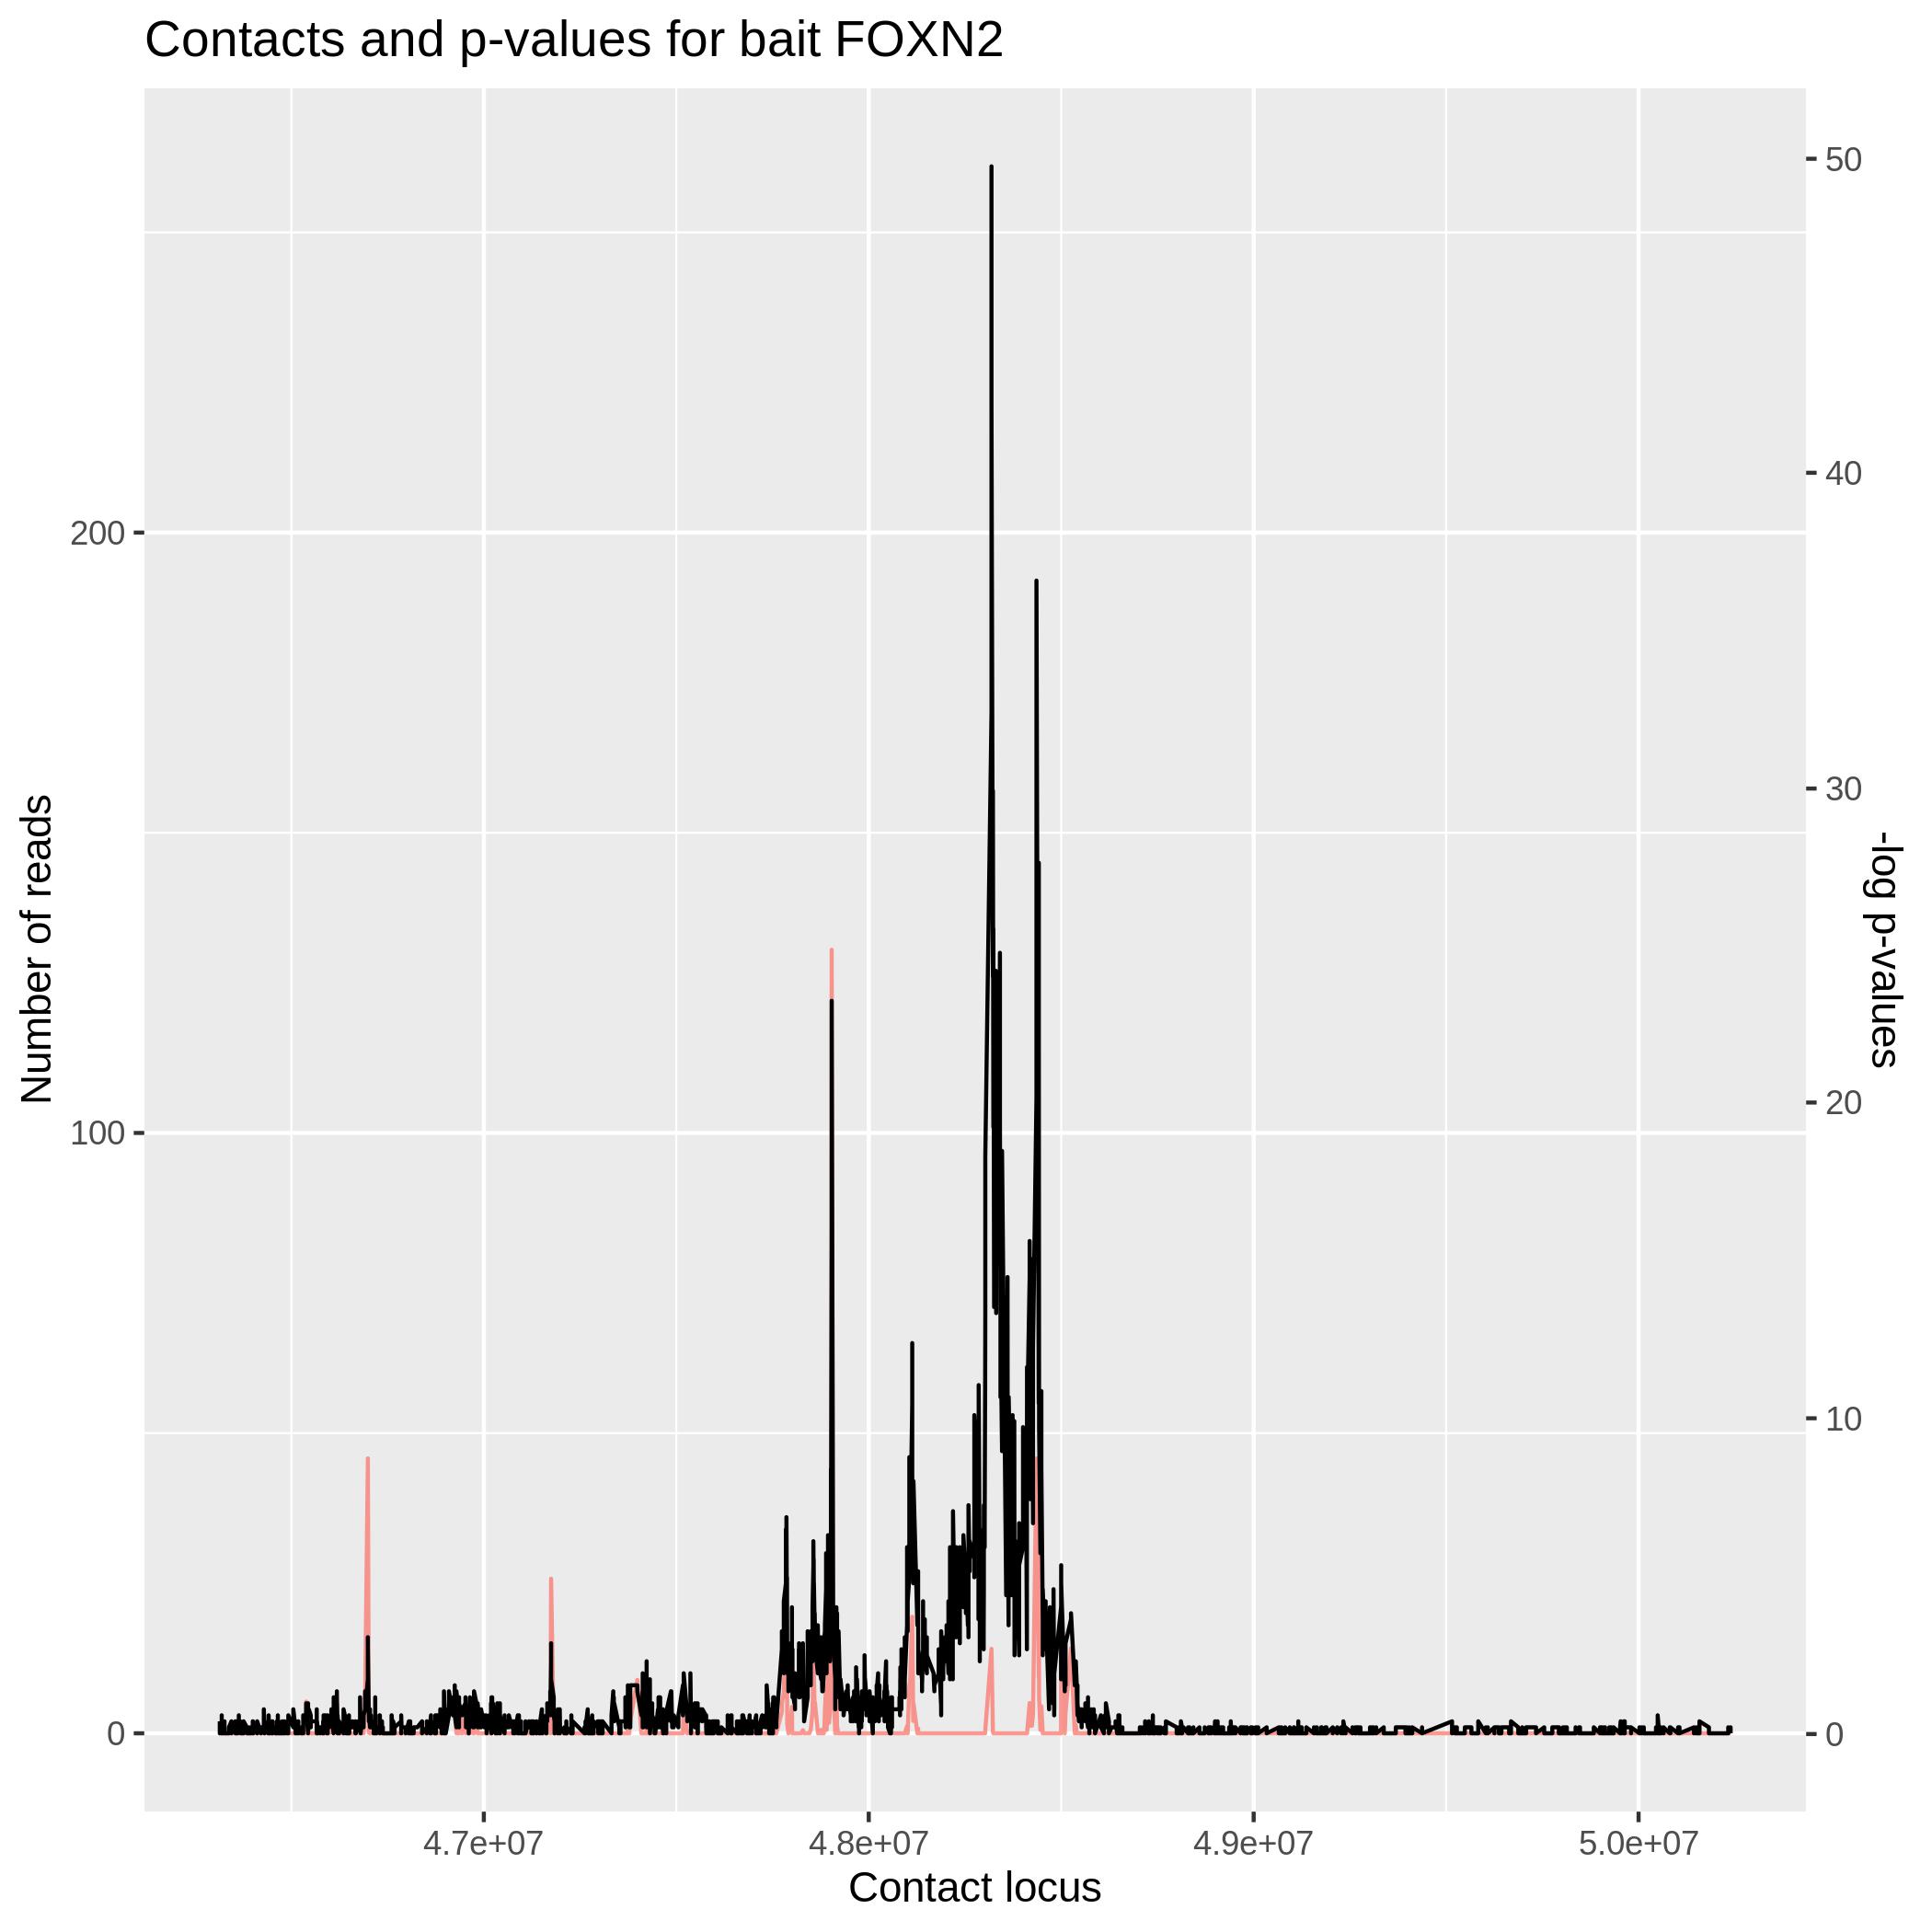 Contacts and p-values for bait FOXN2
Number of reads
200
100
0
50
40
30
20
10
0
-log p-values
4.7e+07
4.8e+07
4.9e+07
5.0e+07
Contact locus